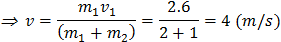 ⇒ v = m₁v₁/(m₁ + m₂) = 2.6/(2 + 1) = 4 (m/s)